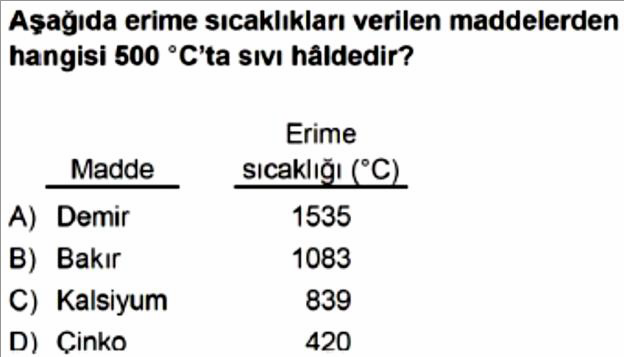 Aşağıda erime sıcaklıkları verilen maddelerden
hangisi 500 °C'ta sıvı hâldedir?
Erime
Madde sıcaklığı (°C)
A) Demir 1535
B) Bakır 1083
C) Kalsiyum 839
D) Çinko 420